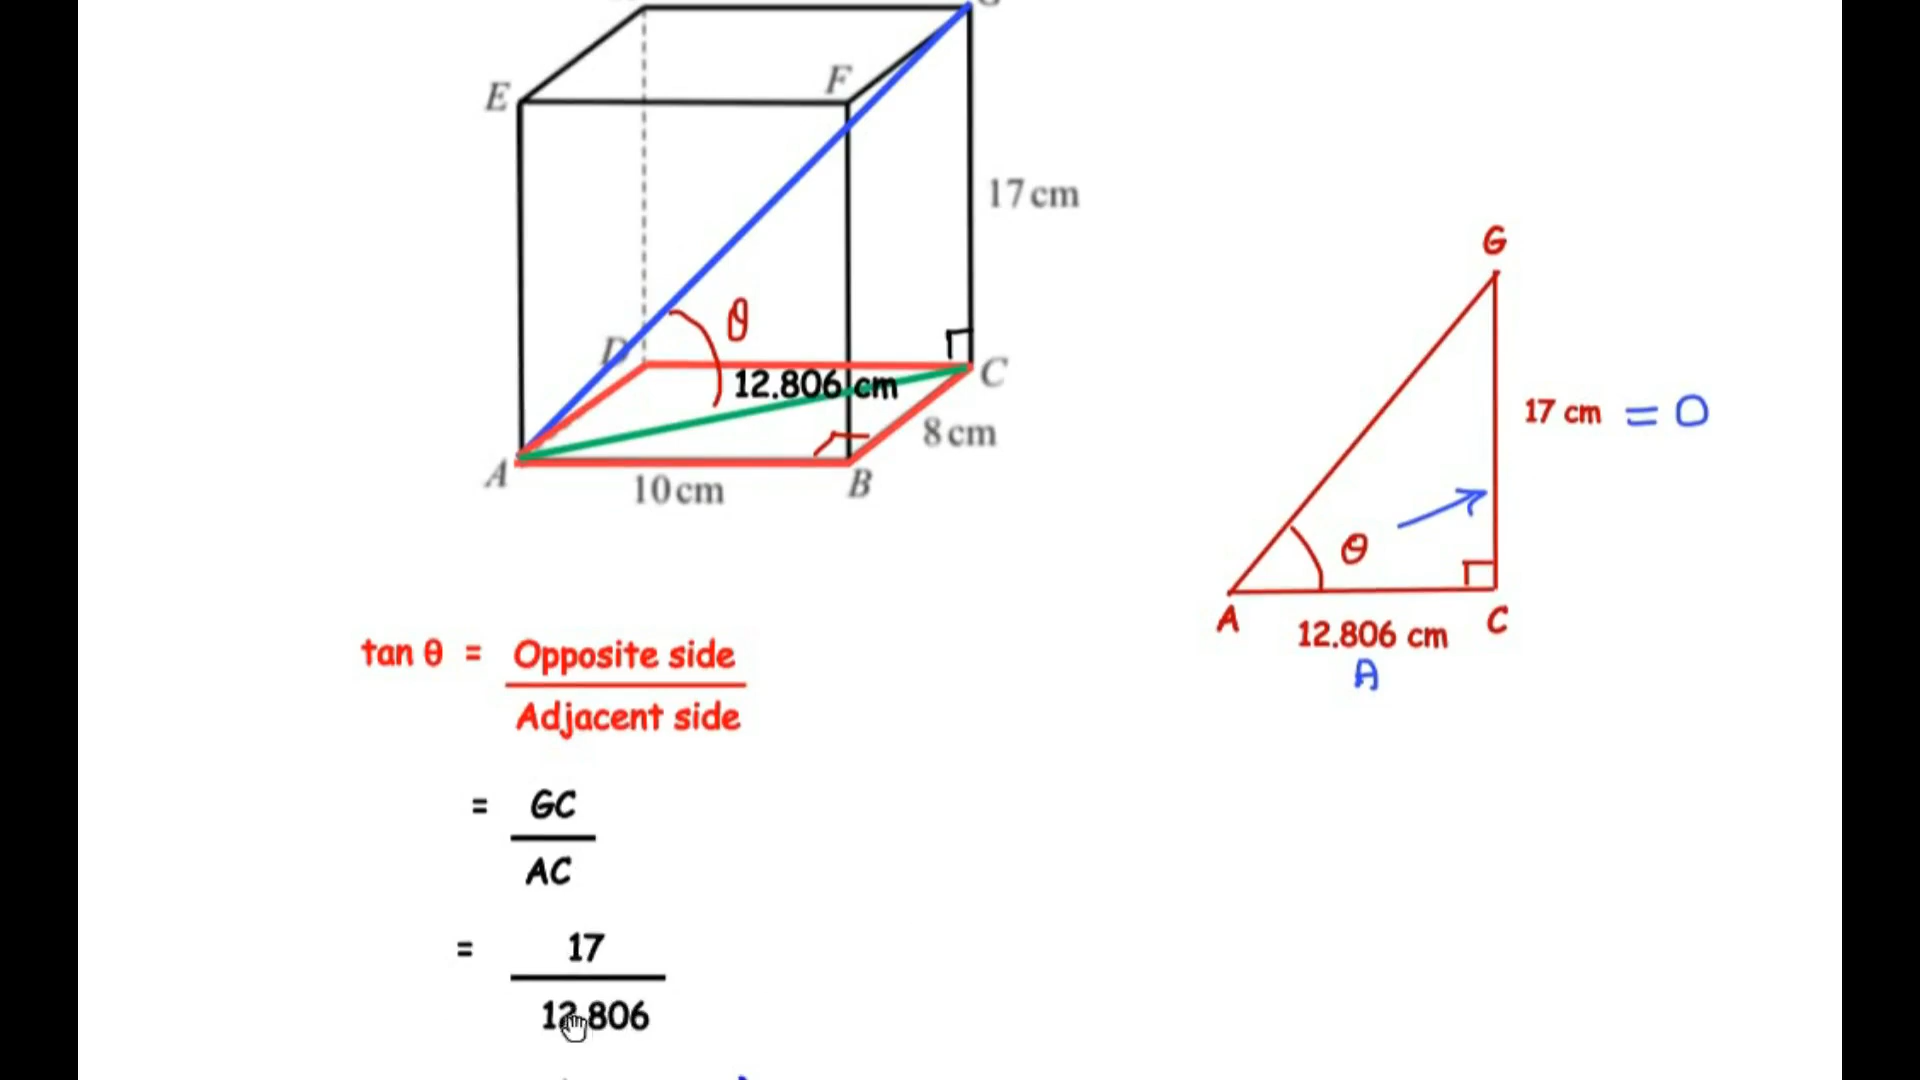 E
F
17 cm
G
θ
D
12.806 cm
C
17 cm = O
8 cm
A
B
10 cm
θ
A
C
12.806 cm
A
tan θ = Opposite side
Adjacent side
= GC
AC
= 17
12.806